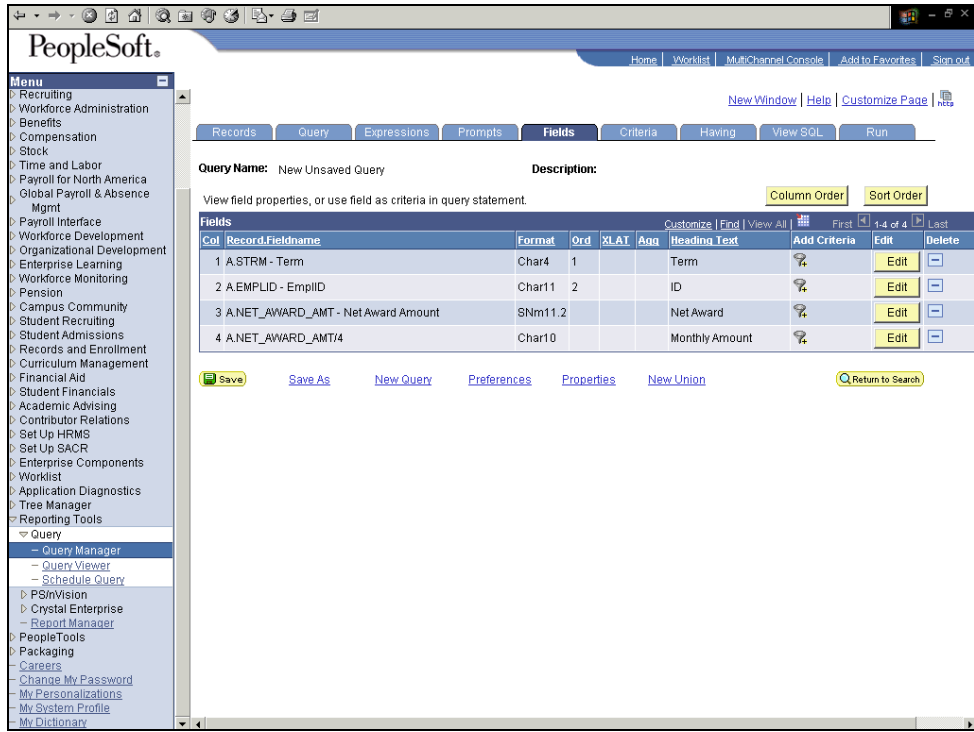 PeopleSoft.
Home | Worklist | MultiChannel Console | Add to Favorites | Sign out
Menu
Recruiting
Workforce Administration
Benefits
Compensation
Stock
Time and Labor
Payroll for North America
Global Payroll & Absence
Mgmt
Payroll Interface
Workforce Development
Organizational Development
Enterprise Learning
Workforce Monitoring
Pension
Campus Community
Student Recruiting
Student Admissions
Records and Enrollment
Curriculum Management
Financial Aid
Student Financials
Academic Advising
Contributor Relations
Set Up HRMS
Set Up SACR
Enterprise Components
Worklist
Application Diagnostics
Tree Manager
Reporting Tools
Query
Query Manager
Query Viewer
Schedule Query
PS/nVision
Crystal Enterprise
Report Manager
PeopleTools
Packaging
Careers
Change My Password
My Personalizations
My System Profile
My Dictionary
New Window | Help | Customize Page | http
Records Query Expressions Prompts Fields Criteria Having View SQL Run
Query Name: New Unsaved Query Description:
View field properties, or use field as criteria in query statement. Column Order Sort Order
Fields Customize | Find | View All | First 1-4 of 4 Last
Col Record.Fieldname Format Ord XLAT Agg Heading Text Add Criteria Edit Delete
1 A.STRM - Term Char4 1 Term Edit
2 A.EMPLID - EmplID Char11 2 ID Edit
3 A.NET_AWARD_AMT - Net Award Amount SNm11.2 Net Award Edit
4 A.NET_AWARD_AMT/4 Char10 Monthly Amount Edit
Save Save As New Query Preferences Properties New Union Return to Search